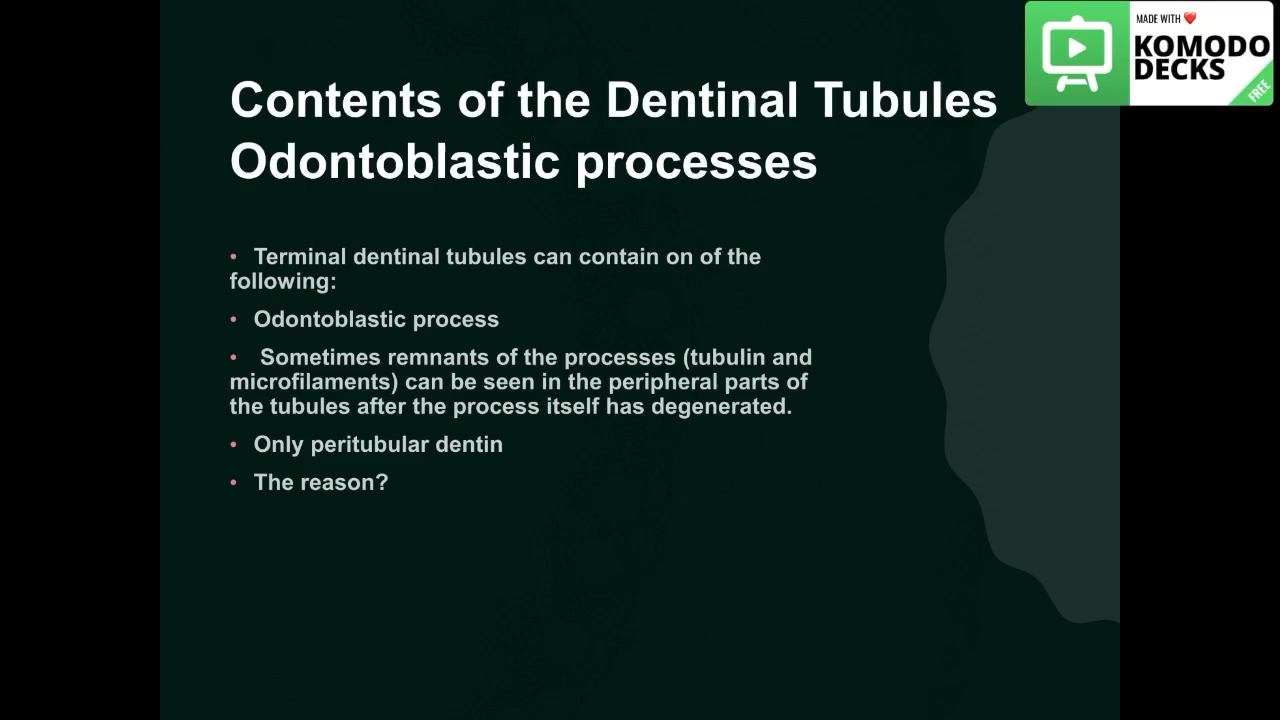 MADE WITH ❤️
KOMODO
DECKS
FREE
Contents of the Dentinal Tubules
Odontoblastic processes
• Terminal dentinal tubules can contain on of the
following:
• Odontoblastic process
• Sometimes remnants of the processes (tubulin and
microfilaments) can be seen in the peripheral parts of
the tubules after the process itself has degenerated.
• Only peritubular dentin
• The reason?